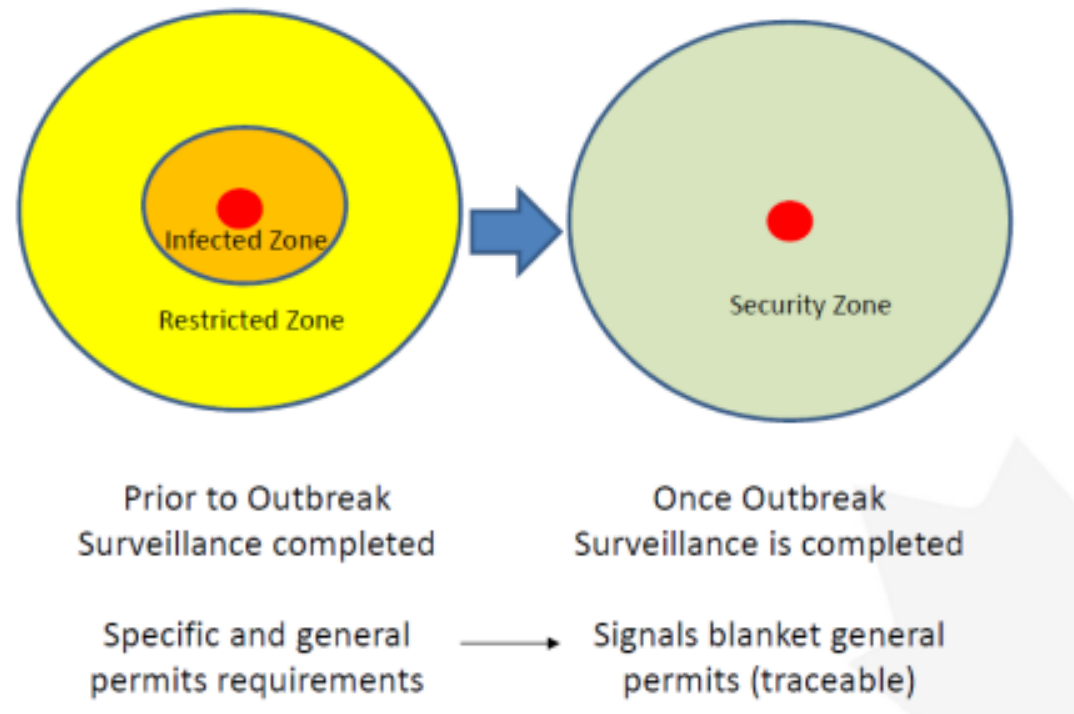 Infected Zone
Restricted Zone
Security Zone
Prior to Outbreak
Surveillance completed
Once Outbreak
Surveillance is completed
Specific and general
permits requirements
Signals blanket general
permits (traceable)